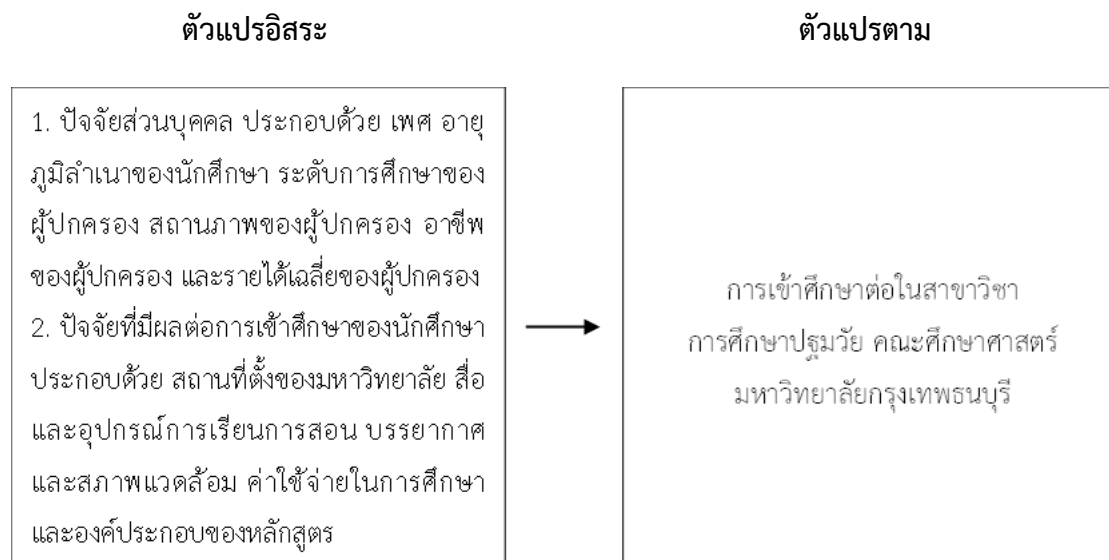 ตัวแปรอิสระ
ตัวแปรตาม
1. ปัจจัยส่วนบุคคล ประกอบด้วย เพศ อายุ
ภูมิลำเนาของนักศึกษา ระดับการศึกษาของ
ผู้ปกครอง สถานภาพของผู้ปกครอง อาชีพ
ของผู้ปกครอง และรายได้เฉลี่ยของผู้ปกครอง
2. ปัจจัยที่มีผลต่อการเข้าศึกษาของนักศึกษา
ประกอบด้วย สถานที่ตั้งของมหาวิทยาลัย สื่อ
และอุปกรณ์การเรียนการสอน บรรยากาศ
และสภาพแวดล้อม ค่าใช้จ่ายในการศึกษา
และองค์ประกอบของหลักสูตร
การเข้าศึกษาต่อในสาขาวิชา
การศึกษาปฐมวัย คณะศึกษาศาสตร์
มหาวิทยาลัยกรุงเทพธนบุรี